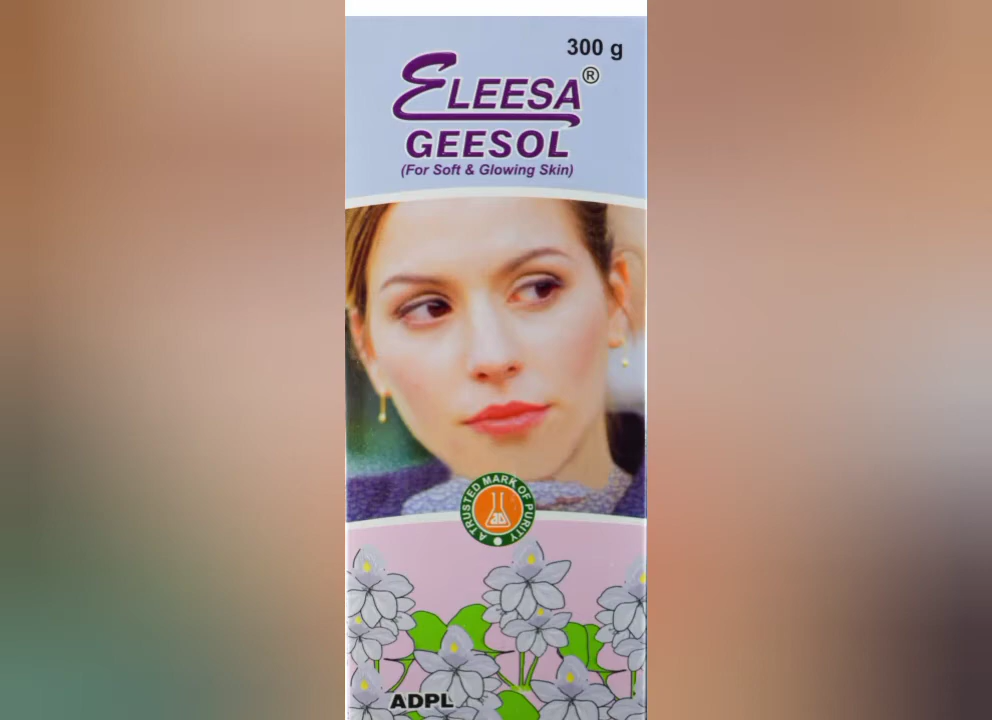 300 g
ELEESA®
GEESOL
(For Soft & Glowing Skin)
A TRUSTED MARK OF PURITY
ADPL